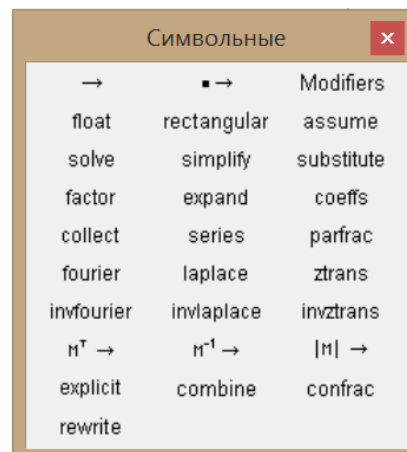 Символьные ×
→ ▪ → Modifiers
float rectangular assume
solve simplify substitute
factor expand coeffs
collect series parfrac
fourier laplace ztrans
invfourier invlaplace invztrans
Mᵀ → M⁻¹ → |M| →
explicit combine confrac
rewrite